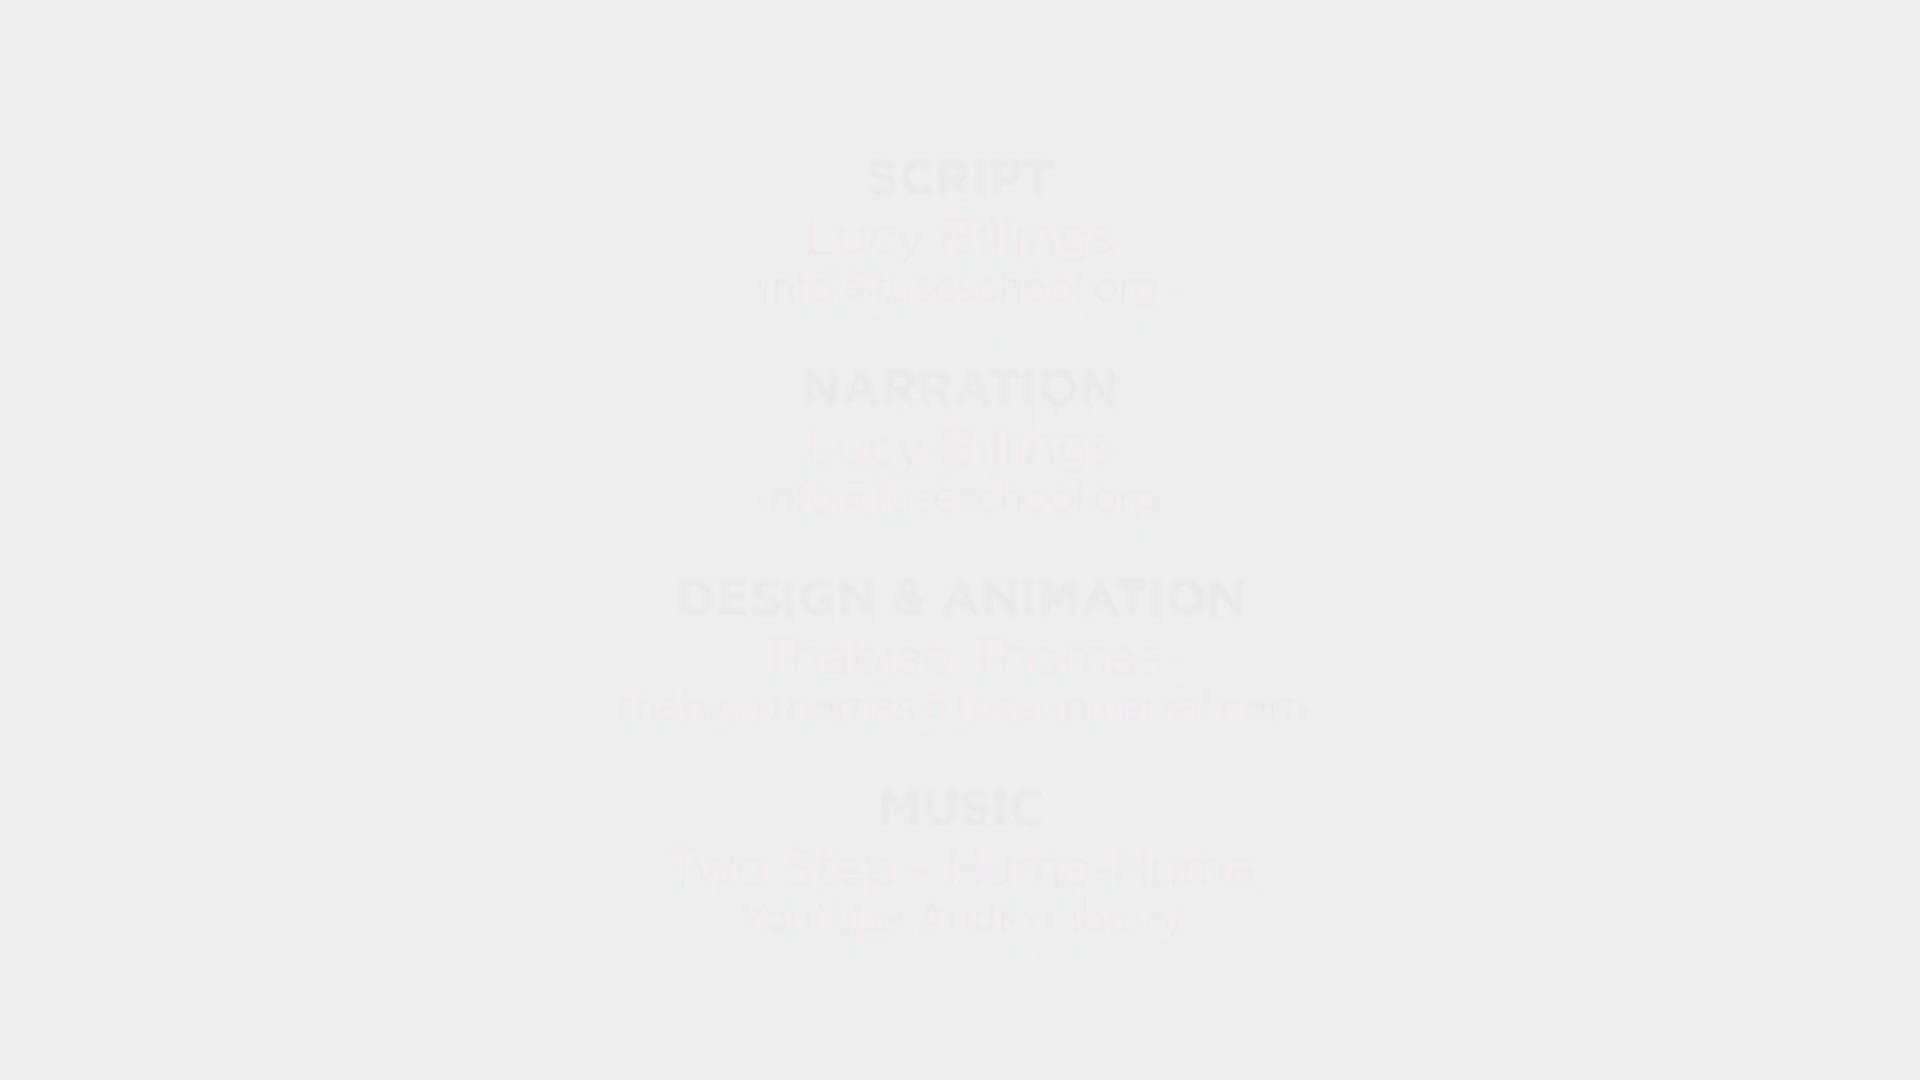 SCRIPT
Lucy Billings
info@fuseschool.org
NARRATION
Lucy Billings
info@fuseschool.org
DESIGN & ANIMATION
Thabiso Thomas
MUSIC
Two Step - Huma-Huma
YouTube Audio Library